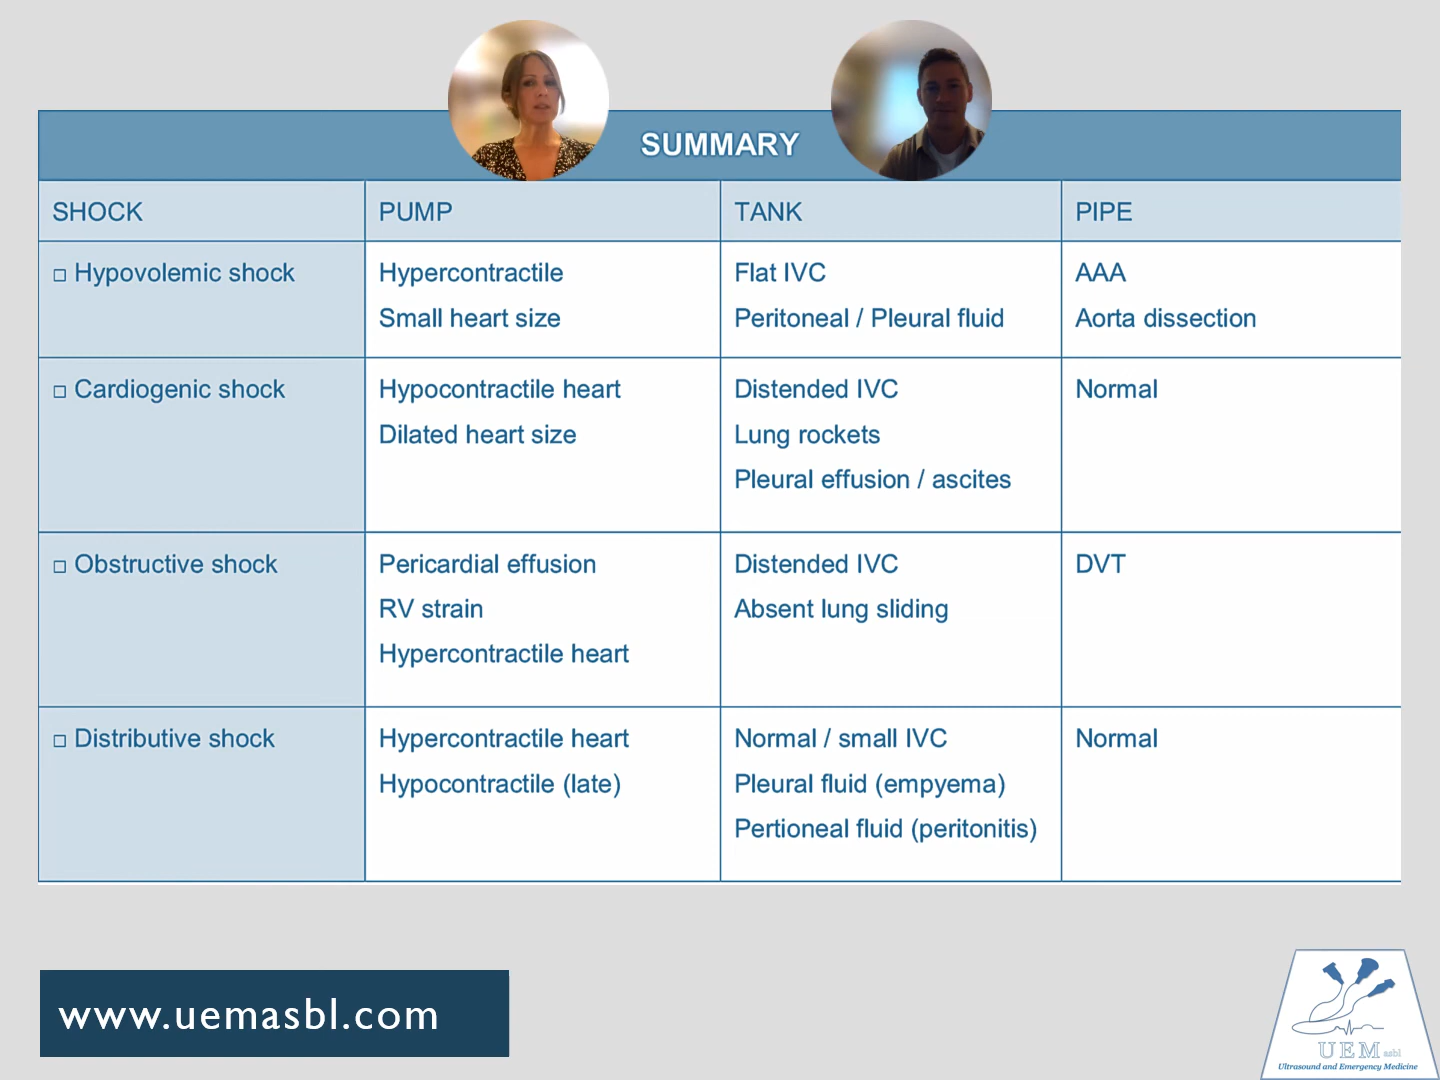 SUMMARY
SHOCK PUMP TANK PIPE
□ Hypovolemic shock Hypercontractile Flat IVC AAA
Small heart size Peritoneal / Pleural fluid Aorta dissection
□ Cardiogenic shock Hypocontractile heart Distended IVC Normal
Dilated heart size Lung rockets
Pleural effusion / ascites
□ Obstructive shock Pericardial effusion Distended IVC DVT
RV strain Absent lung sliding
Hypercontractile heart
□ Distributive shock Hypercontractile heart Normal / small IVC Normal
Hypocontractile (late) Pleural fluid (empyema)
Pertioneal fluid (peritonitis)
www.uemasbl.com
UEM asbl
Ultrasound and Emergency Medicine